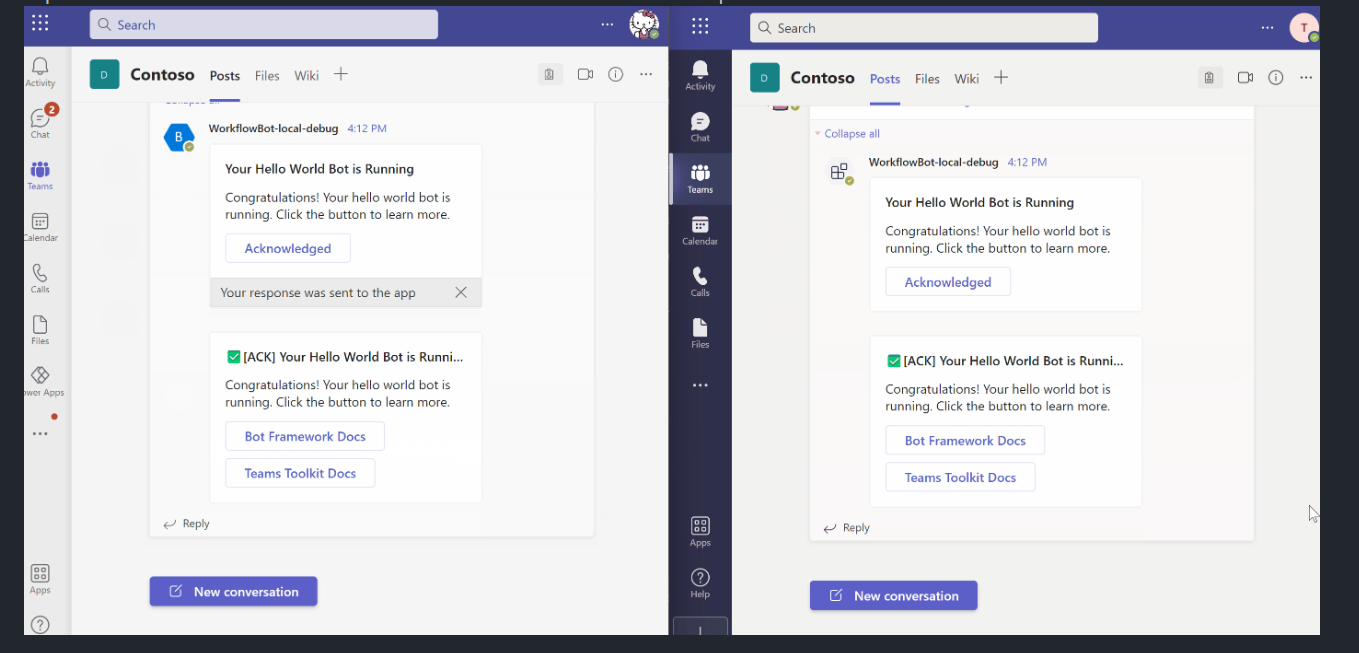 Search
Activity
2
Chat
Teams
Calendar
Calls
Files
ower Apps
Apps
D
Contoso
Posts
Files
Wiki
B
WorkflowBot-local-debug 4:12 PM
Your Hello World Bot is Running
Congratulations! Your hello world bot is
running. Click the button to learn more.
Acknowledged
Your response was sent to the app
✅[ACK] Your Hello World Bot is Runni...
Congratulations! Your hello world bot is
running. Click the button to learn more.
Bot Framework Docs
Teams Toolkit Docs
Reply
New conversation
Search
T
Activity
Chat
Teams
Calendar
Calls
Files
Apps
Help
D
Contoso
Posts
Files
Wiki
Collapse all
WorkflowBot-local-debug 4:12 PM
Your Hello World Bot is Running
Congratulations! Your hello world bot is
running. Click the button to learn more.
Acknowledged
✅[ACK] Your Hello World Bot is Runni...
Congratulations! Your hello world bot is
running. Click the button to learn more.
Bot Framework Docs
Teams Toolkit Docs
Reply
New conversation